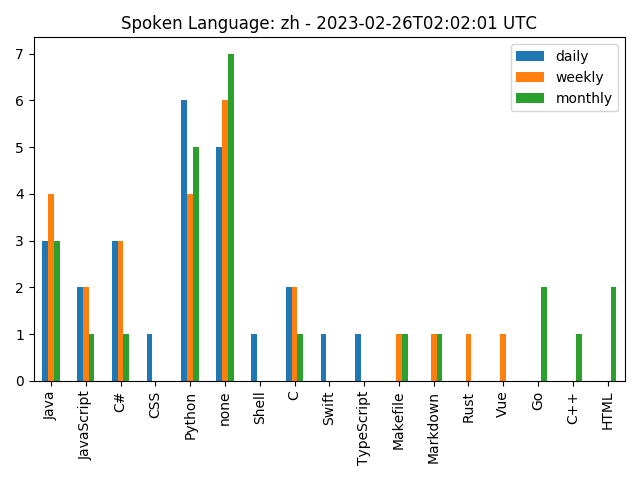 Spoken Language: zh - 2023-02-26T02:02:01 UTC
daily
weekly
monthly
7
6
5
4
3
2
1
0
Java
JavaScript
C#
CSS
Python
none
Shell
C
Swift
TypeScript
Makefile
Markdown
Rust
Vue
Go
C++
HTML